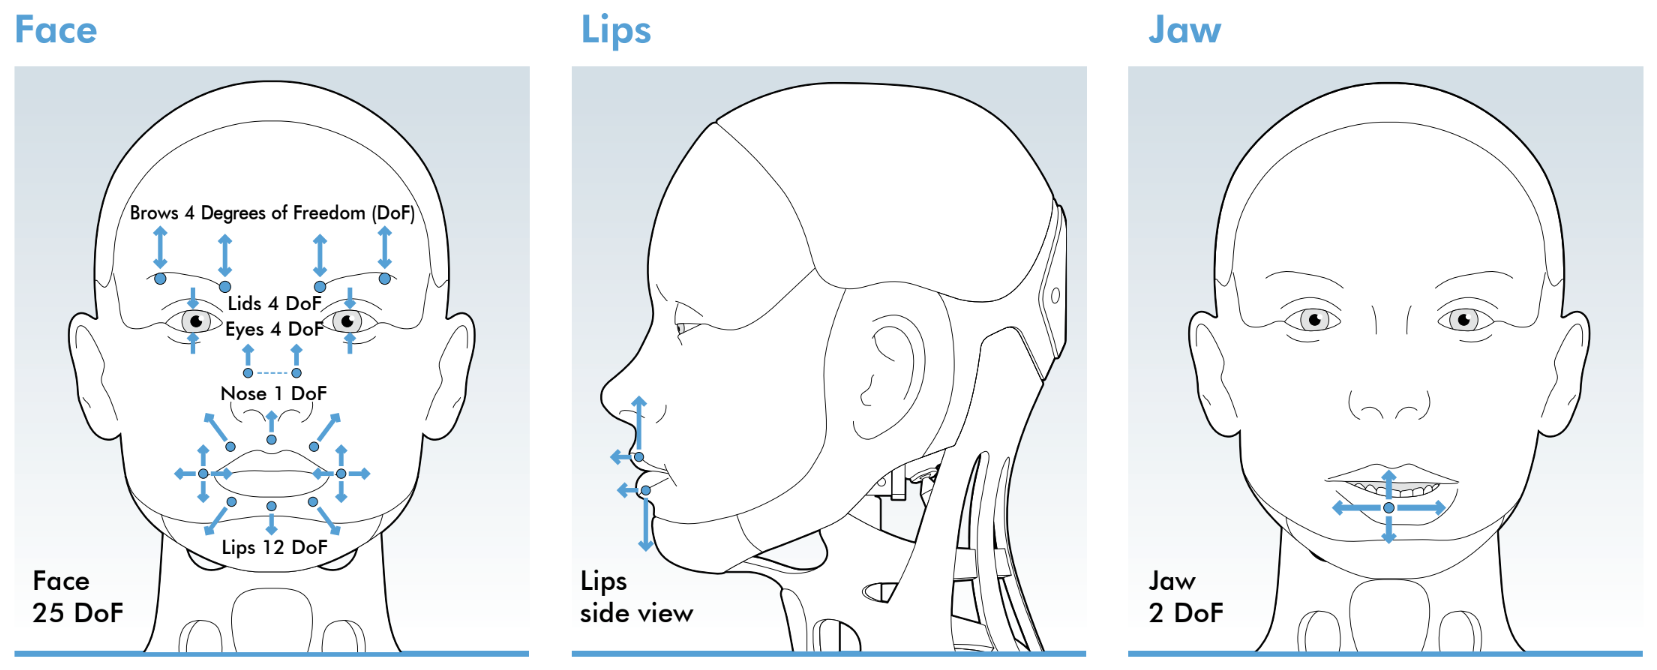 Face
Brows 4 Degrees of Freedom (DoF)
Lids 4 DoF
Eyes 4 DoF
Nose 1 DoF
Lips 12 DoF
Face
25 DoF
Lips
Lips
side view
Jaw
Jaw
2 DoF